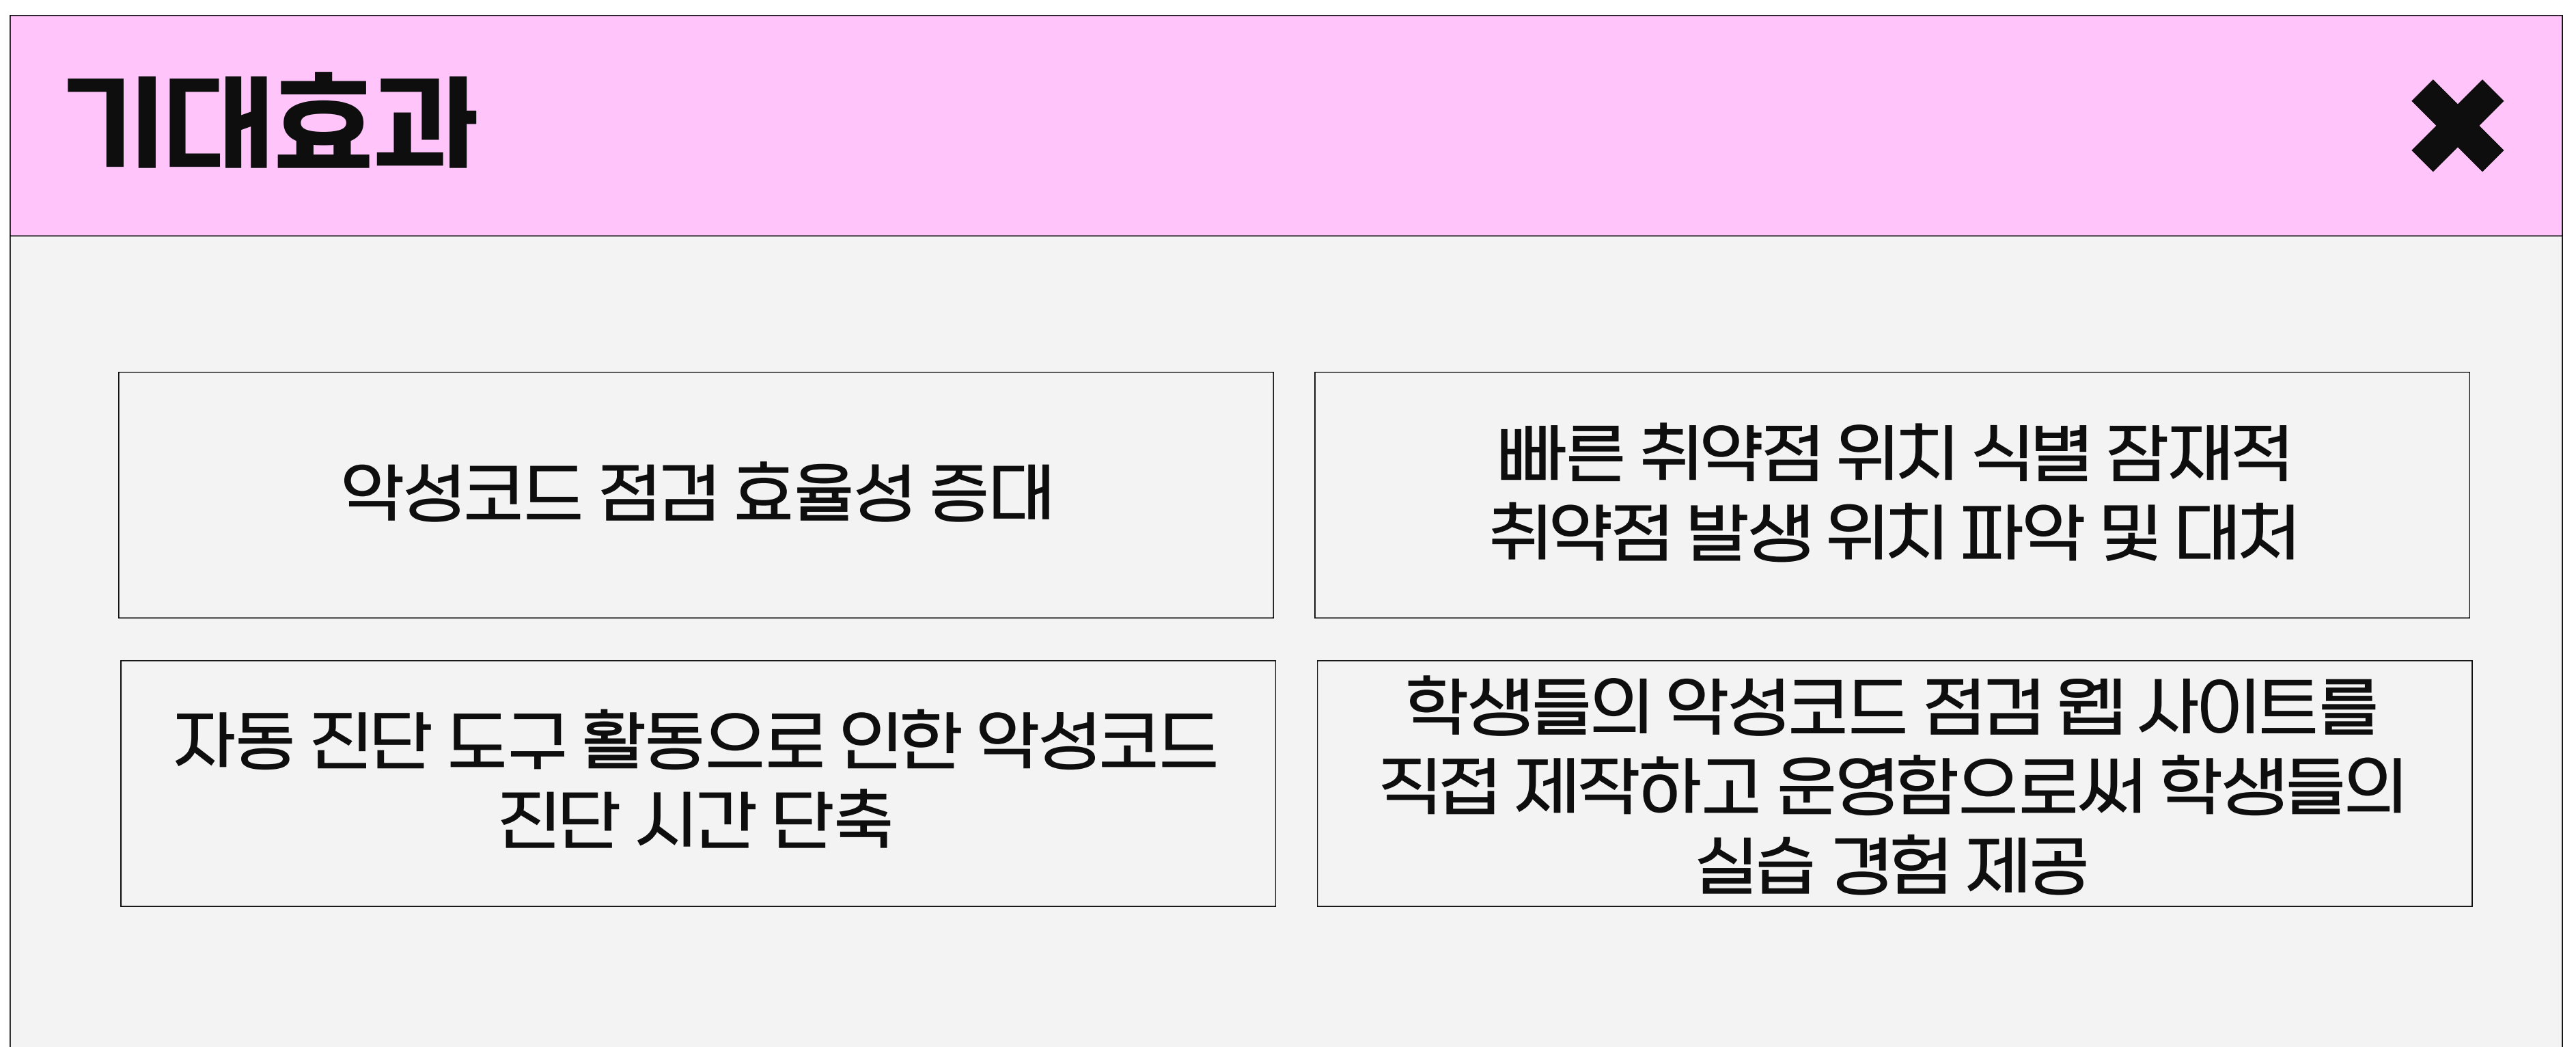 기대효과
악성코드 점검 효율성 증대
빠른 취약점 위치 식별 잠재적
취약점 발생 위치 파악 및 대처
자동 진단 도구 활동으로 인한 악성코드
진단 시간 단축
학생들의 악성코드 점검 웹 사이트를
직접 제작하고 운영함으로써 학생들의
실습 경험 제공